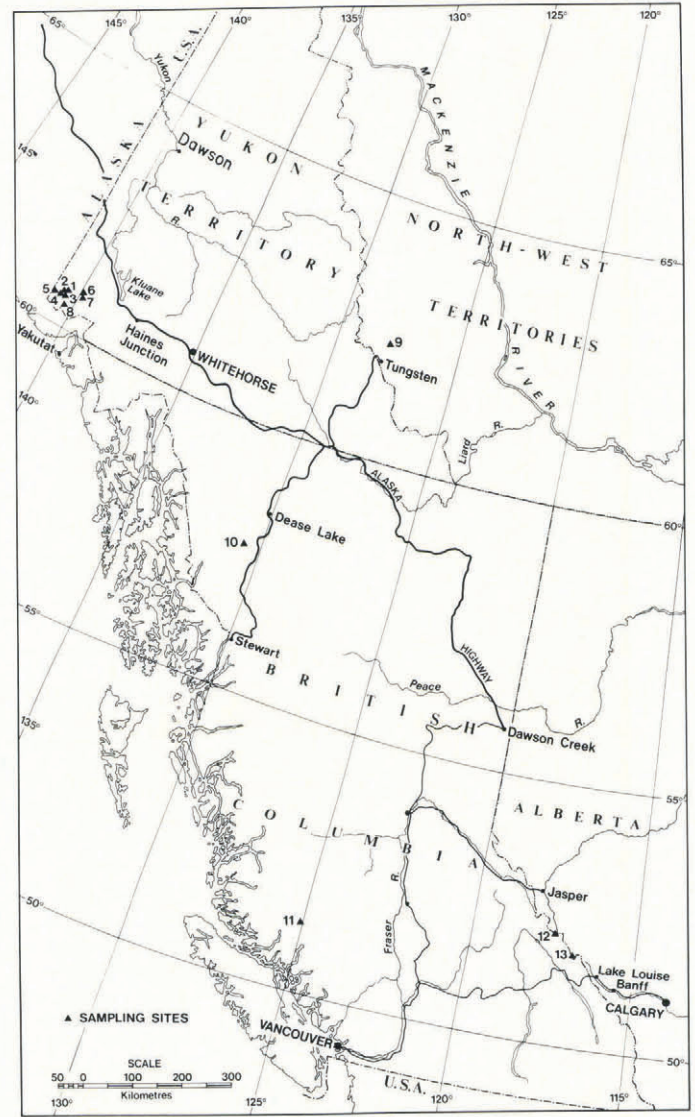 145°
140°
135°
130°
125°
120°
65°
U.S.A.
Yukon
MACKENZIE
ALASKA
YUKON
Dawson
145°
TERRITORY
R.
NORTH-WEST
65°
Kluane
Lake
5 2 1 6
4 3 7
8
60°
TERRITORIES
9
Yakutat
Haines
Junction
WHITEHORSE
Tungsten
RIVER
140°
Liard R.
ALASKA
60°
Dease Lake
10
55°
Stewart
HIGHWAY
BRITISH
Peace
R.
135°
Dawson Creek
55°
COLUMBIA
ALBERTA
Jasper
50°
R.
11
Fraser
12
13
Lake Louise
Banff
CALGARY
▲ SAMPLING SITES
VANCOUVER
50°
SCALE
50 0 100 200 300
Kilometres
U.S.A.
130°
125°
120°
115°